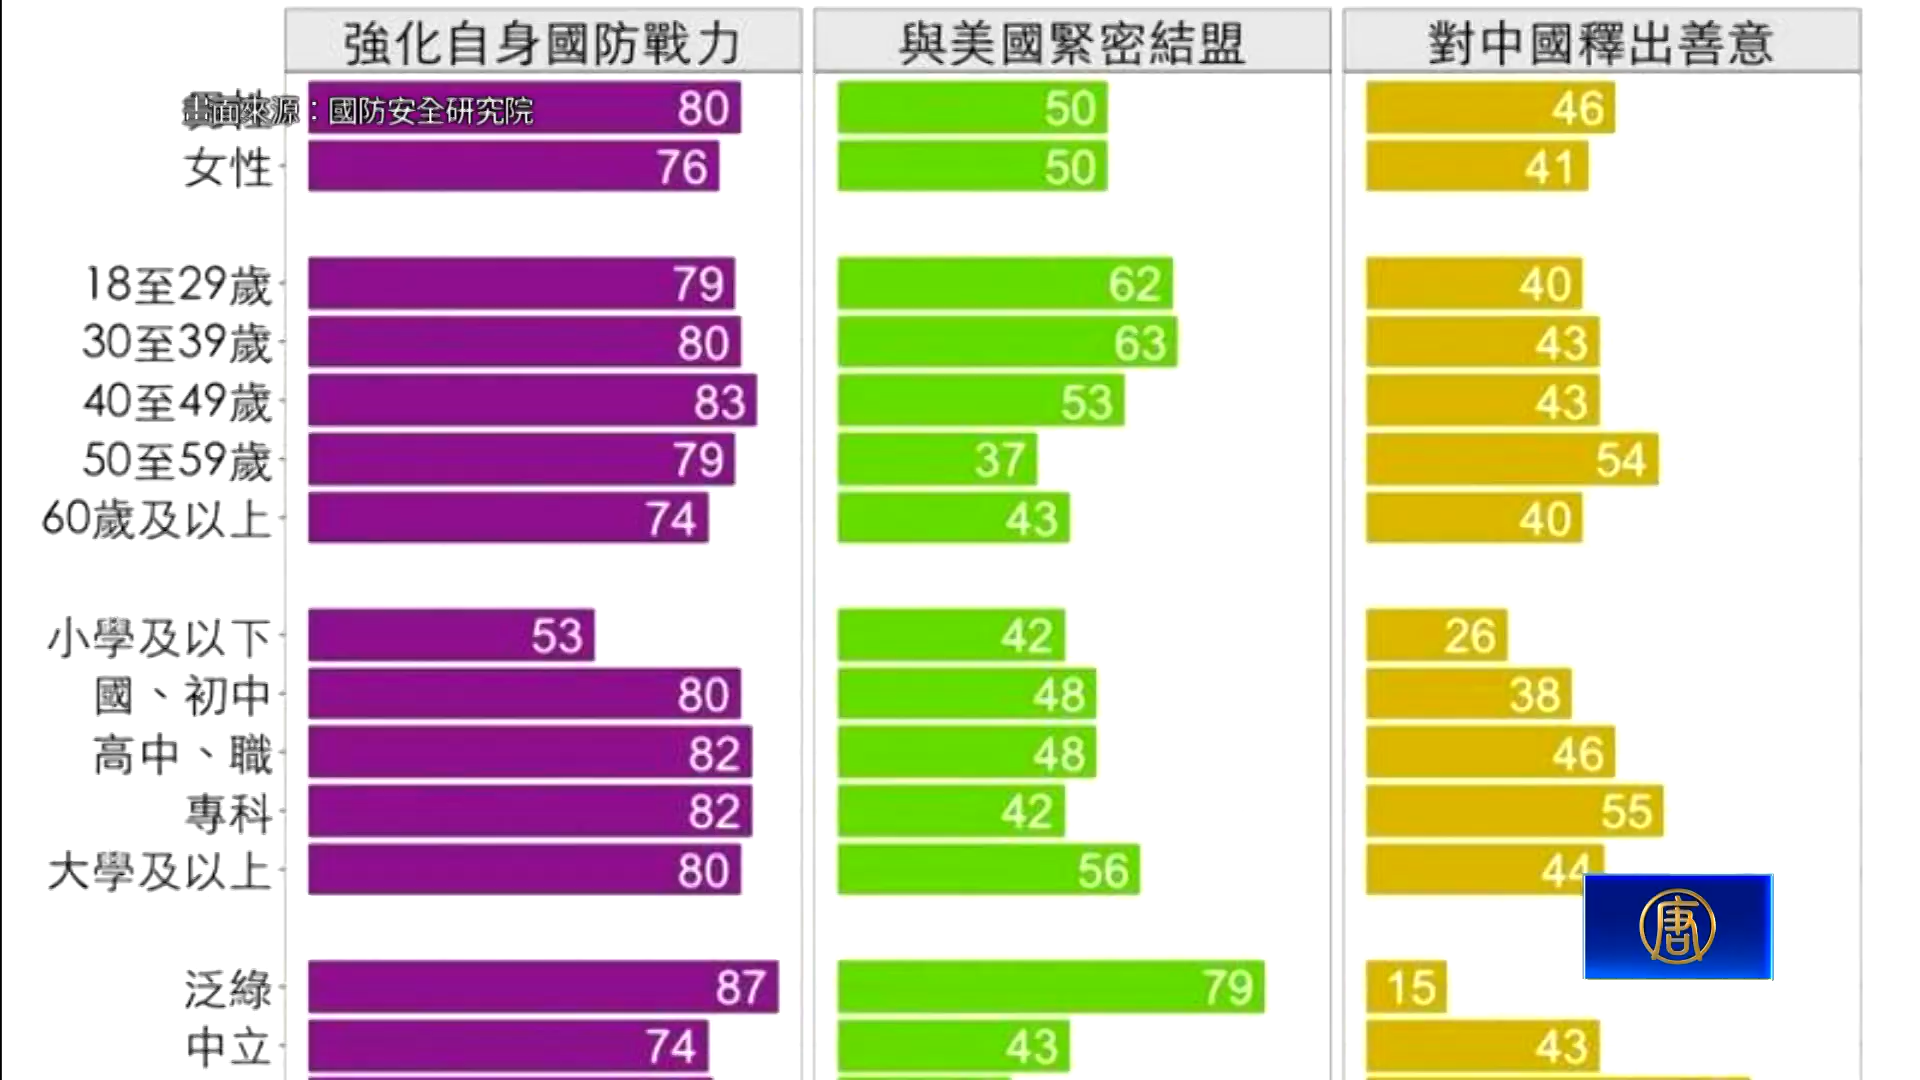 強化自身國防戰力 與美國緊密結盟 對中國釋出善意
畫面來源：國防安全研究院 80 50 46
女性 76 50 41
18至29歲 79 62 40
30至39歲 80 63 43
40至49歲 83 53 43
50至59歲 79 37 54
60歲及以上 74 43 40
小學及以下 53 42 26
國、初中 80 48 38
高中、職 82 48 46
專科 82 42 55
大學及以上 80 56 44
唐
泛綠 87 79 15
中立 74 43 43